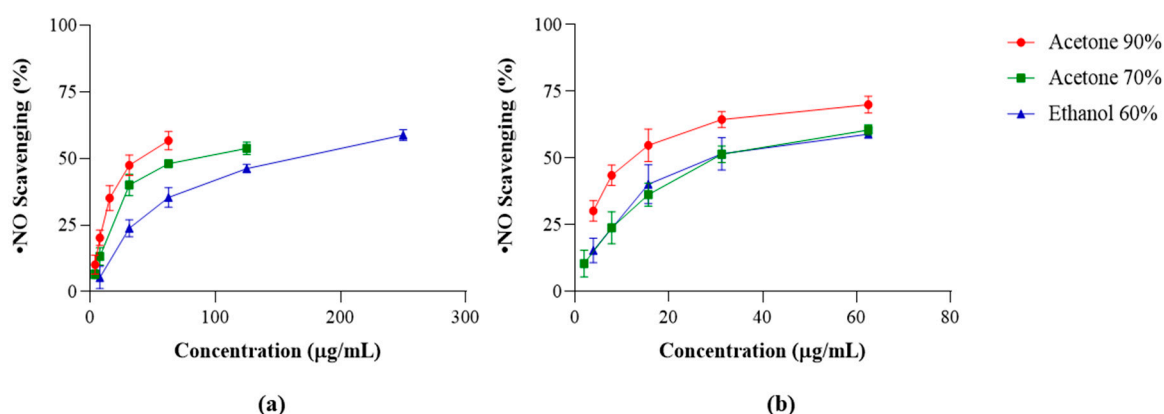 •NO Scavenging (%)
100
75
50
25
0
0 100 200 300
Concentration (μg/mL)
(a)
•NO Scavenging (%)
100
75
50
25
0
0 20 40 60 80
Concentration (μg/mL)
(b)
Acetone 90%
Acetone 70%
Ethanol 60%